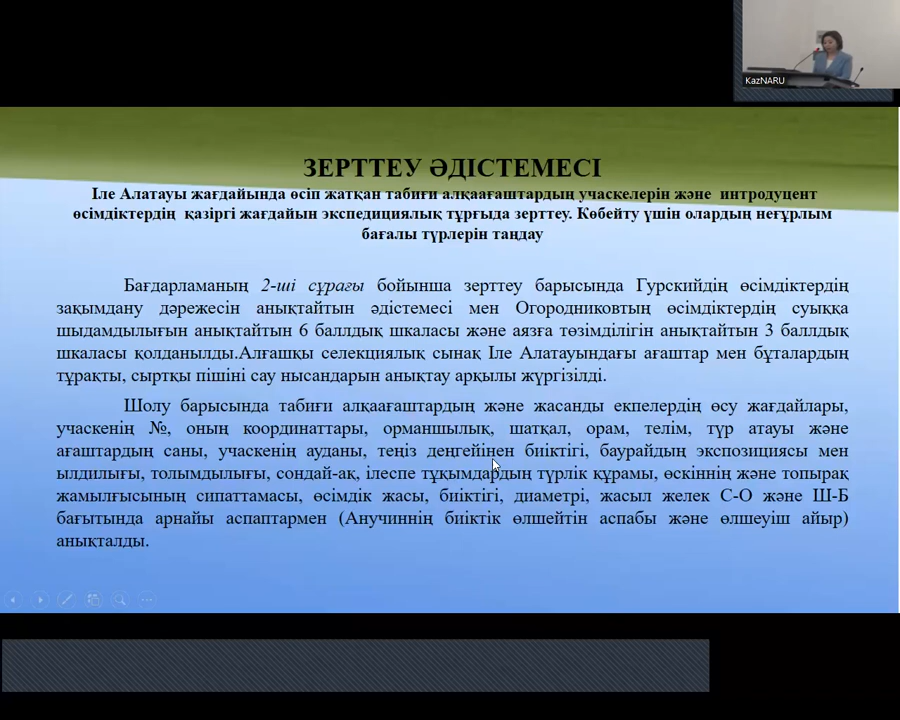 KazNARU
ЗЕРТТЕУ ӘДІСТЕМЕСІ
Іле Алатауы жағдайында өсіп жатқан табиғи алқаағаштардың учаскелерін және интродуцент
өсімдіктердің қазіргі жағдайын экспедициялық тұрғыда зерттеу. Көбейту үшін олардың неғұрлым
бағалы түрлерін таңдау
Бағдарламаның 2-ші сұрағы бойынша зерттеу барысында Гурскийдің өсімдіктердің
зақымдану дәрежесін анықтайтын әдістемесі мен Огородниковтың өсімдіктердің суыққа
шыдамдылығын анықтайтын 6 баллдық шкаласы және аязға төзімділігін анықтайтын 3 баллдық
шкаласы қолданылды.Алғашқы селекциялық сынақ Іле Алатауындағы ағаштар мен бұталардың
тұрақты, сыртқы пішіні сау нысандарын анықтау арқылы жүргізілді.
Шолу барысында табиғи алқаағаштардың және жасанды екпелердің өсу жағдайлары,
учаскенің №, оның координаттары, орманшылық, шатқал, орам, телім, түр атауы және
ағаштардың саны, учаскенің ауданы, теңіз деңгейінен биіктігі, баурайдың экспозициясы мен
ылдилығы, толымдылығы, сондай-ақ, ілеспе тұқымдардың түрлік құрамы, өскіннің және топырақ
жамылғысының сипаттамасы, өсімдік жасы, биіктігі, диаметрі, жасыл желек С-О және Ш-Б
бағытында арнайы аспаптармен (Анучиннің биіктік өлшейтін аспабы және өлшеуіш айыр)
анықталды.